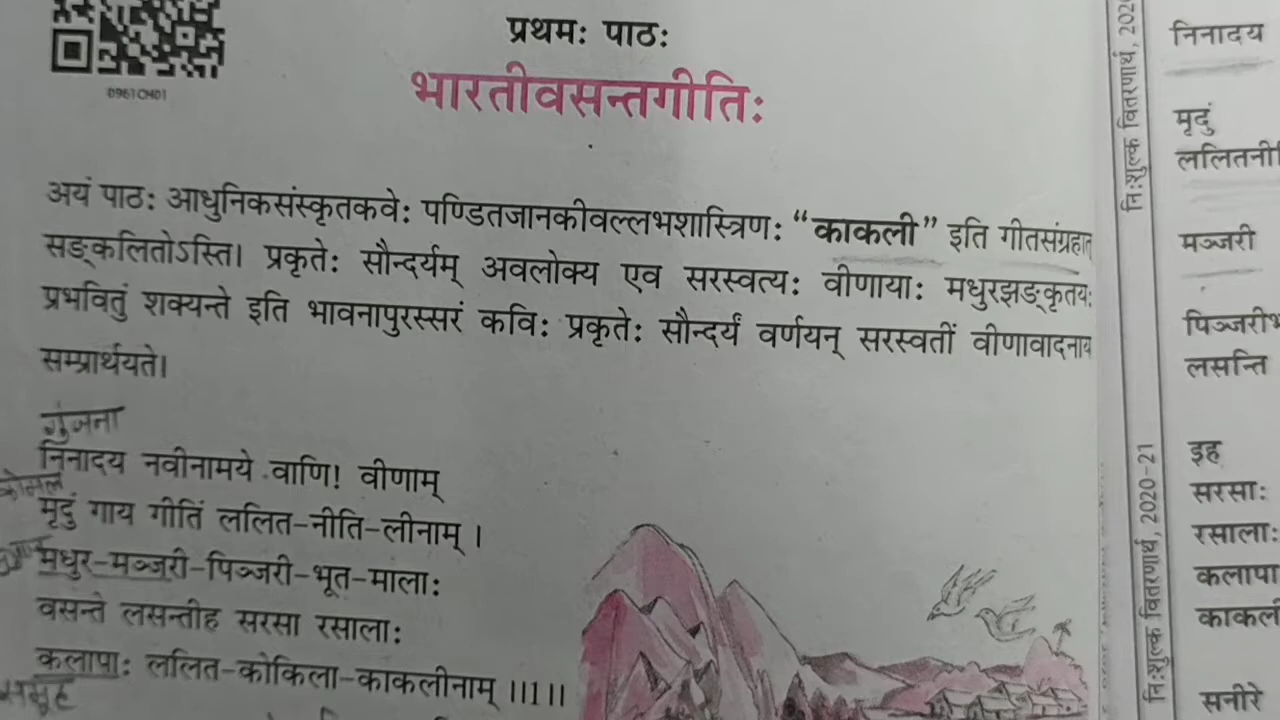 0961CH01
प्रथमः पाठः
भारतीवसन्तगीतिः
अयं पाठः आधुनिकसंस्कृतकवेः पण्डितजानकीवल्लभशास्त्रिणः “काकली” इति गीतसंग्रहात्
सङ्कलितोऽस्ति। प्रकृतेः सौन्दर्यम् अवलोक्य एव सरस्वत्यः वीणायाः मधुरझङ्कृतयः
प्रभवितुं शक्यन्ते इति भावनापुरस्सरं कविः प्रकृतेः सौन्दर्यं वर्णयन् सरस्वतीं वीणावादनाय
सम्प्रार्थयते।
गुंजना
निनादय नवीनामये वाणि! वीणाम्
कोमल
मृदुं गाय गीतिं ललित-नीति-लीनाम् ।
मधुर-मञ्जरी-पिञ्जरी-भूत-मालाः
वसन्ते लसन्तीह सरसा रसालाः
कलापाः ललित-कोकिला-काकलीनाम् ।।1।।
समूह
निःशुल्क वितरणार्थ, 2020-21
निनादय
मृदुं
मञ्जरी
लसन्ति
इह
सरसाः
रसालाः
कलापा
सनीरे